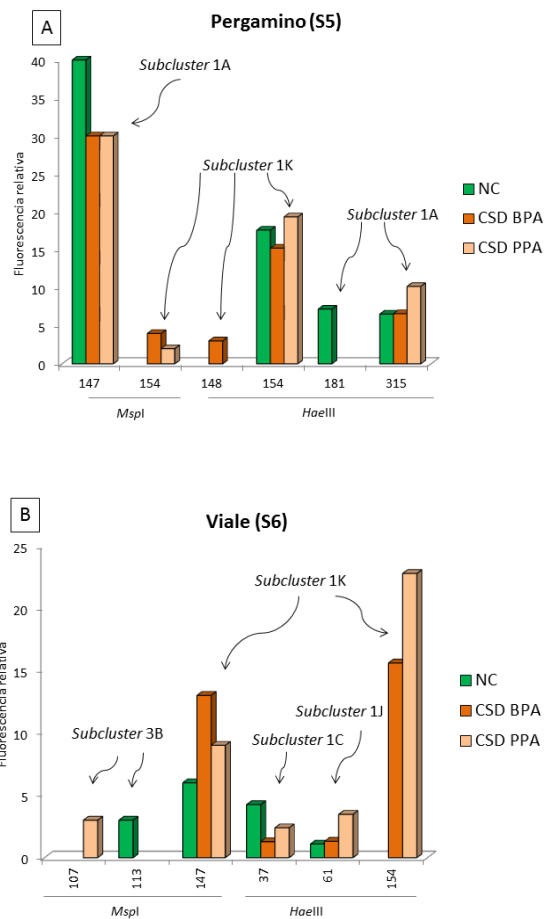 A
Pergamino (S5)
Fluorescencia relativa
40
35
30
25
20
15
10
5
0
Subcluster 1A
Subcluster 1K
Subcluster 1A
NC
CSD BPA
CSD PPA
147 154 148 154 181 315
MspI HaeIII
B
Viale (S6)
Fluorescencia relativa
25
20
15
10
5
0
Subcluster 1K
Subcluster 3B
Subcluster 1J
Subcluster 1C
NC
CSD BPA
CSD PPA
107 113 147 37 61 154
MspI HaeIII